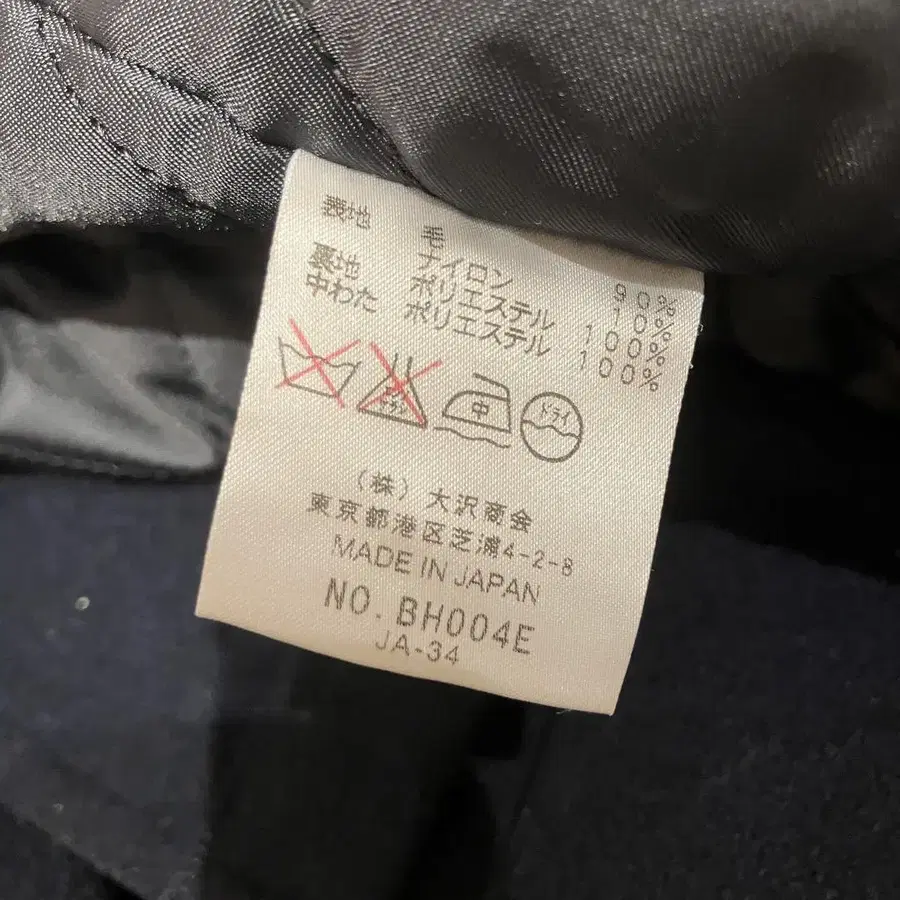 表地 毛 90%
ナイロン 10%
裏地 ポリエステル 100%
中わた ポリエステル 100%
中 ドライ
(株) 大沢商会
東京都港区芝浦4-2-8
MADE IN JAPAN
NO. BH004E
JA-34